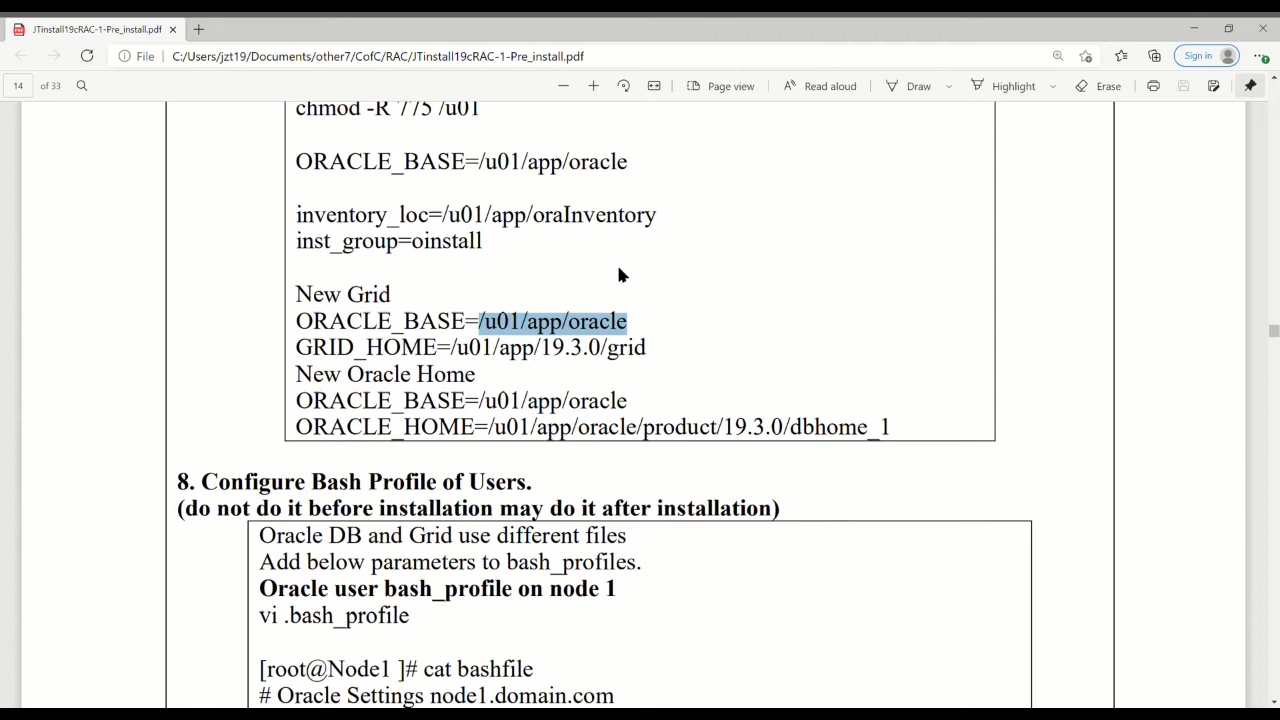 JTinstall19cRAC-1-Pre_install.pdf
File C:/Users/jzt19/Documents/other7/CofC/RAC/JTinstall19cRAC-1-Pre_install.pdf Sign in
14 of 33 Page view Read aloud Draw Highlight Erase
chmod -R 775 /u01
ORACLE_BASE=/u01/app/oracle
inventory_loc=/u01/app/oraInventory
inst_group=oinstall
New Grid
ORACLE_BASE=/u01/app/oracle
GRID_HOME=/u01/app/19.3.0/grid
New Oracle Home
ORACLE_BASE=/u01/app/oracle
ORACLE_HOME=/u01/app/oracle/product/19.3.0/dbhome_1
8. Configure Bash Profile of Users.
(do not do it before installation may do it after installation)
Oracle DB and Grid use different files
Add below parameters to bash_profiles.
Oracle user bash_profile on node 1
vi .bash_profile
[root@Node1 ]# cat bashfile
# Oracle Settings node1.domain.com